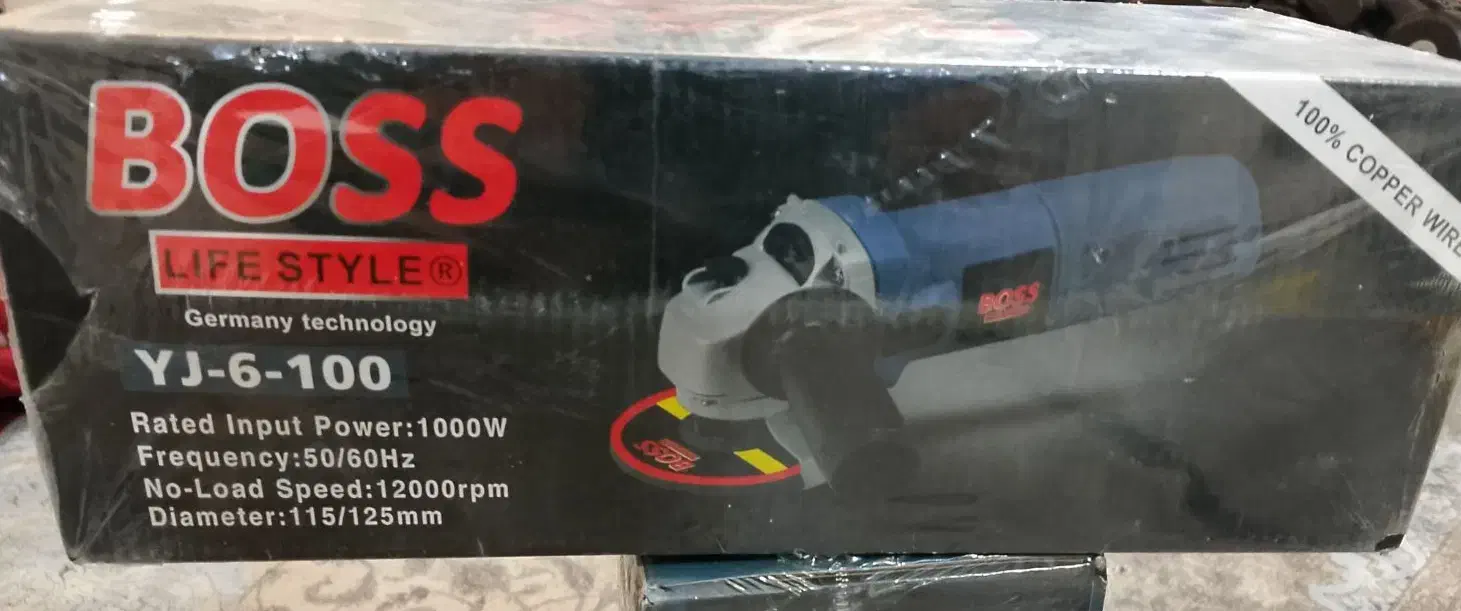 BOSS
LIFE STYLE®
Germany technology
YJ-6-100
Rated Input Power:1000W
Frequency:50/60Hz
No-Load Speed:12000rpm
Diameter:115/125mm
100% COPPER WIRE
BOSS
BOSS